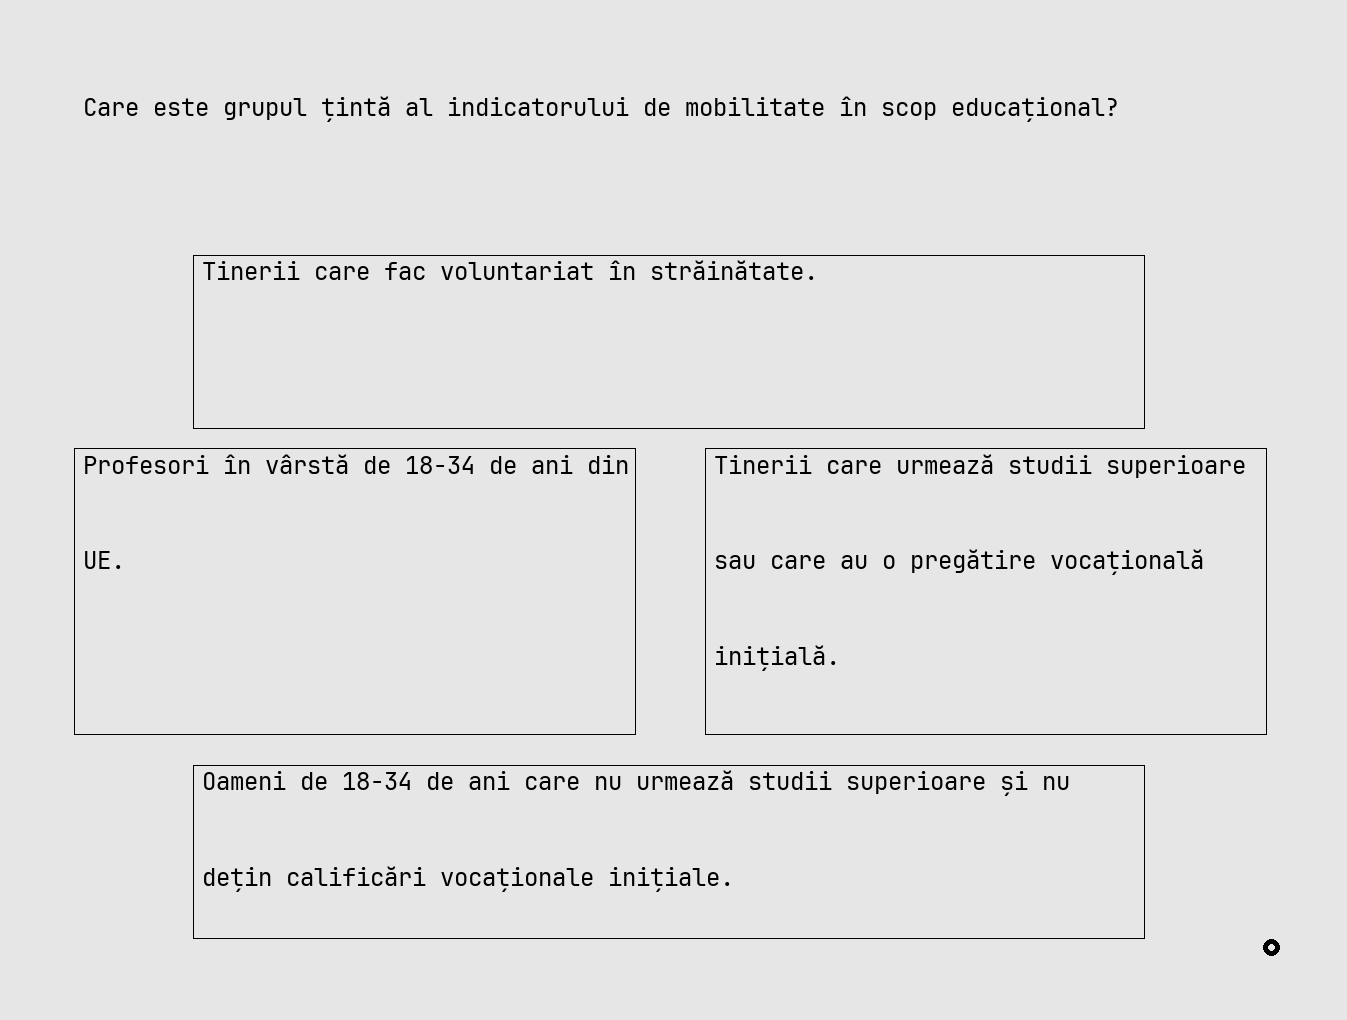 Care este grupul țintă al indicatorului de mobilitate în scop educațional?
Tinerii care fac voluntariat în străinătate.
Profesori în vârstă de 18-34 de ani din
UE.
Tinerii care urmează studii superioare
sau care au o pregătire vocațională
inițială.
Oameni de 18-34 de ani care nu urmează studii superioare și nu
dețin calificări vocaționale inițiale.